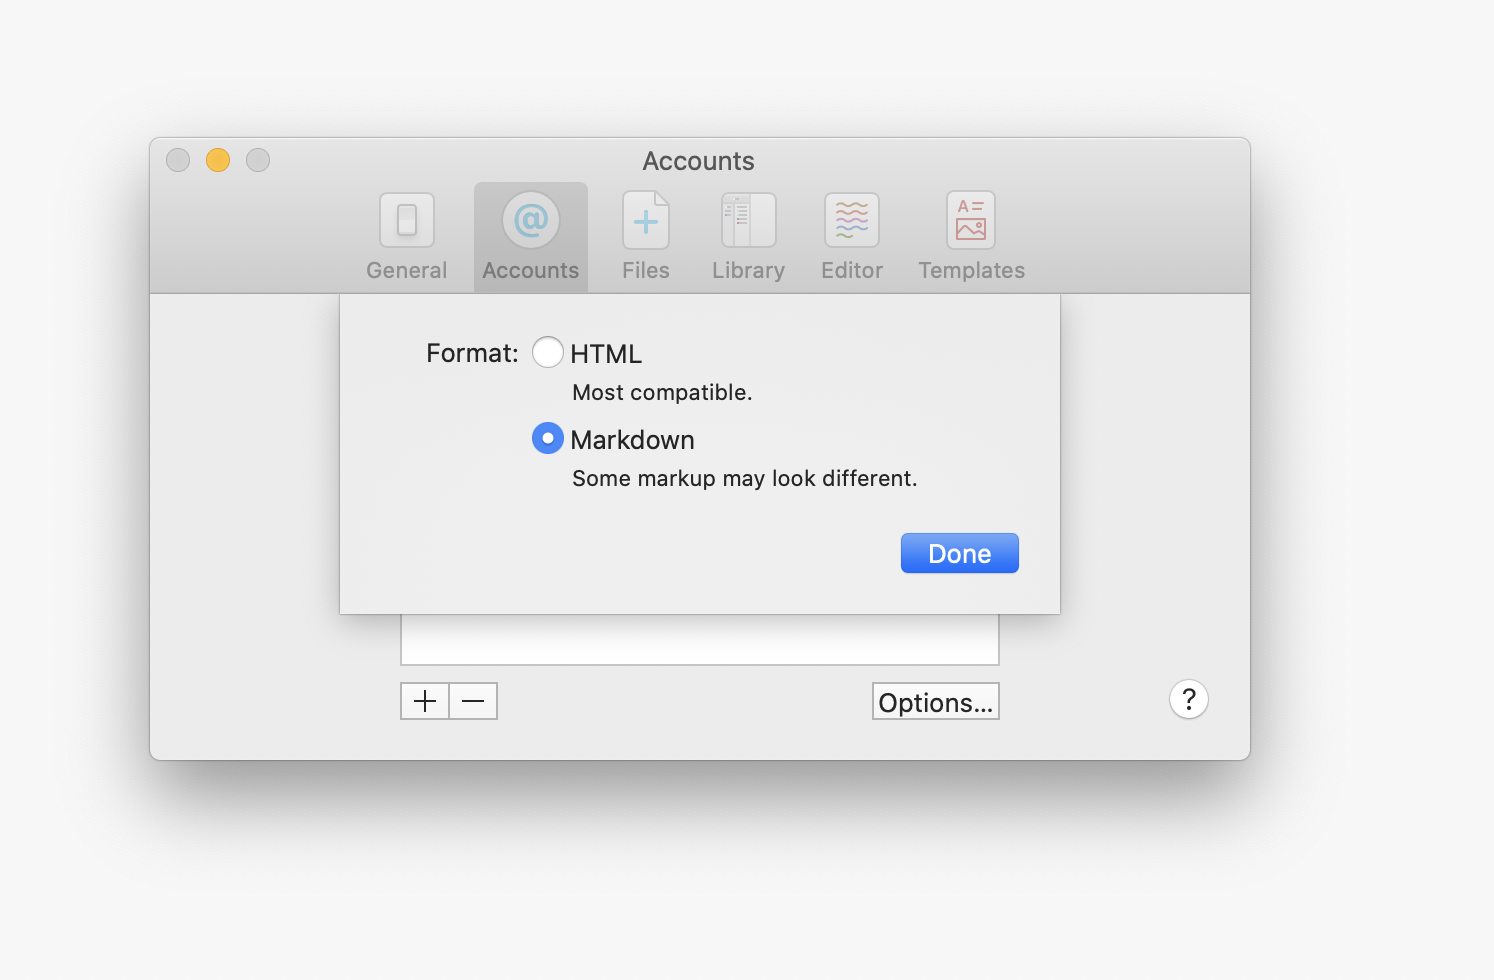 Accounts
General Accounts Files Library Editor Templates
Format: HTML
Most compatible.
Markdown
Some markup may look different.
Done
Options...
?